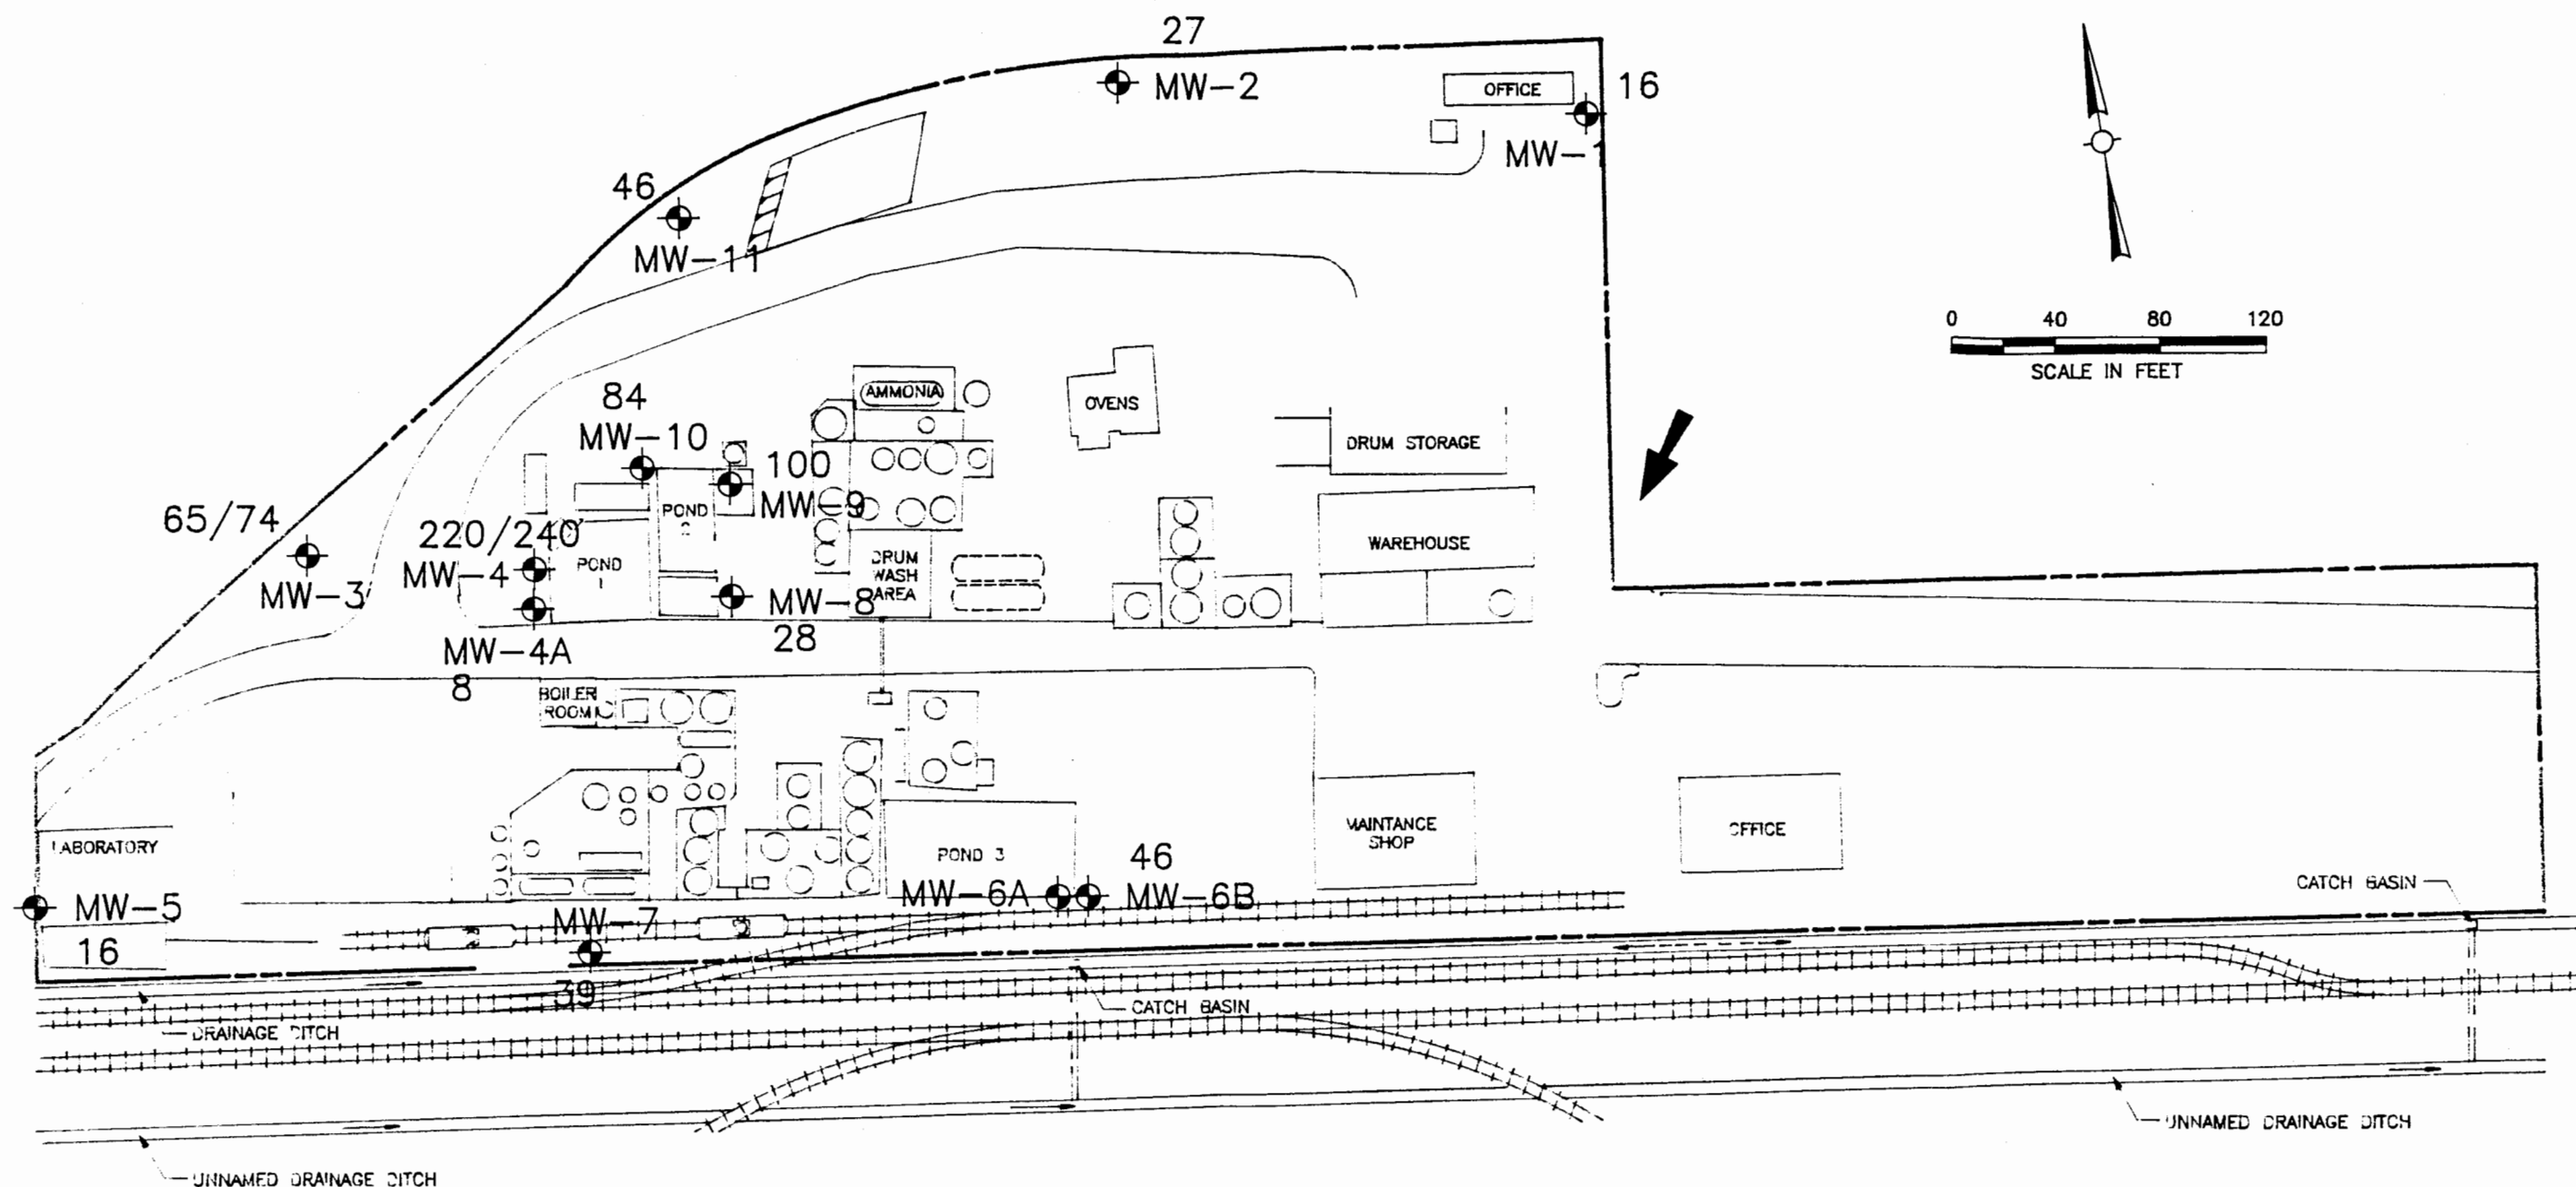 27
MW-2
OFFICE
16
MW-1
46
MW-11
0 40 80 120
SCALE IN FEET
AMMONIA
OVENS
84
MW-10
100
MW-9
DRUM STORAGE
65/74
MW-3
220/240
MW-4
POND
POND
1
DRUM
WASH
AREA
WAREHOUSE
MW-8
28
MW-4A
8
BOILER
ROOM
LABORATORY
MW-5
16
MW-7
39
POND 3
MW-6A
46
MW-6B
MAINTANCE
SHOP
OFFICE
CATCH BASIN
CATCH BASIN
DRAINAGE DITCH
UNNAMED DRAINAGE DITCH
UNNAMED DRAINAGE DITCH